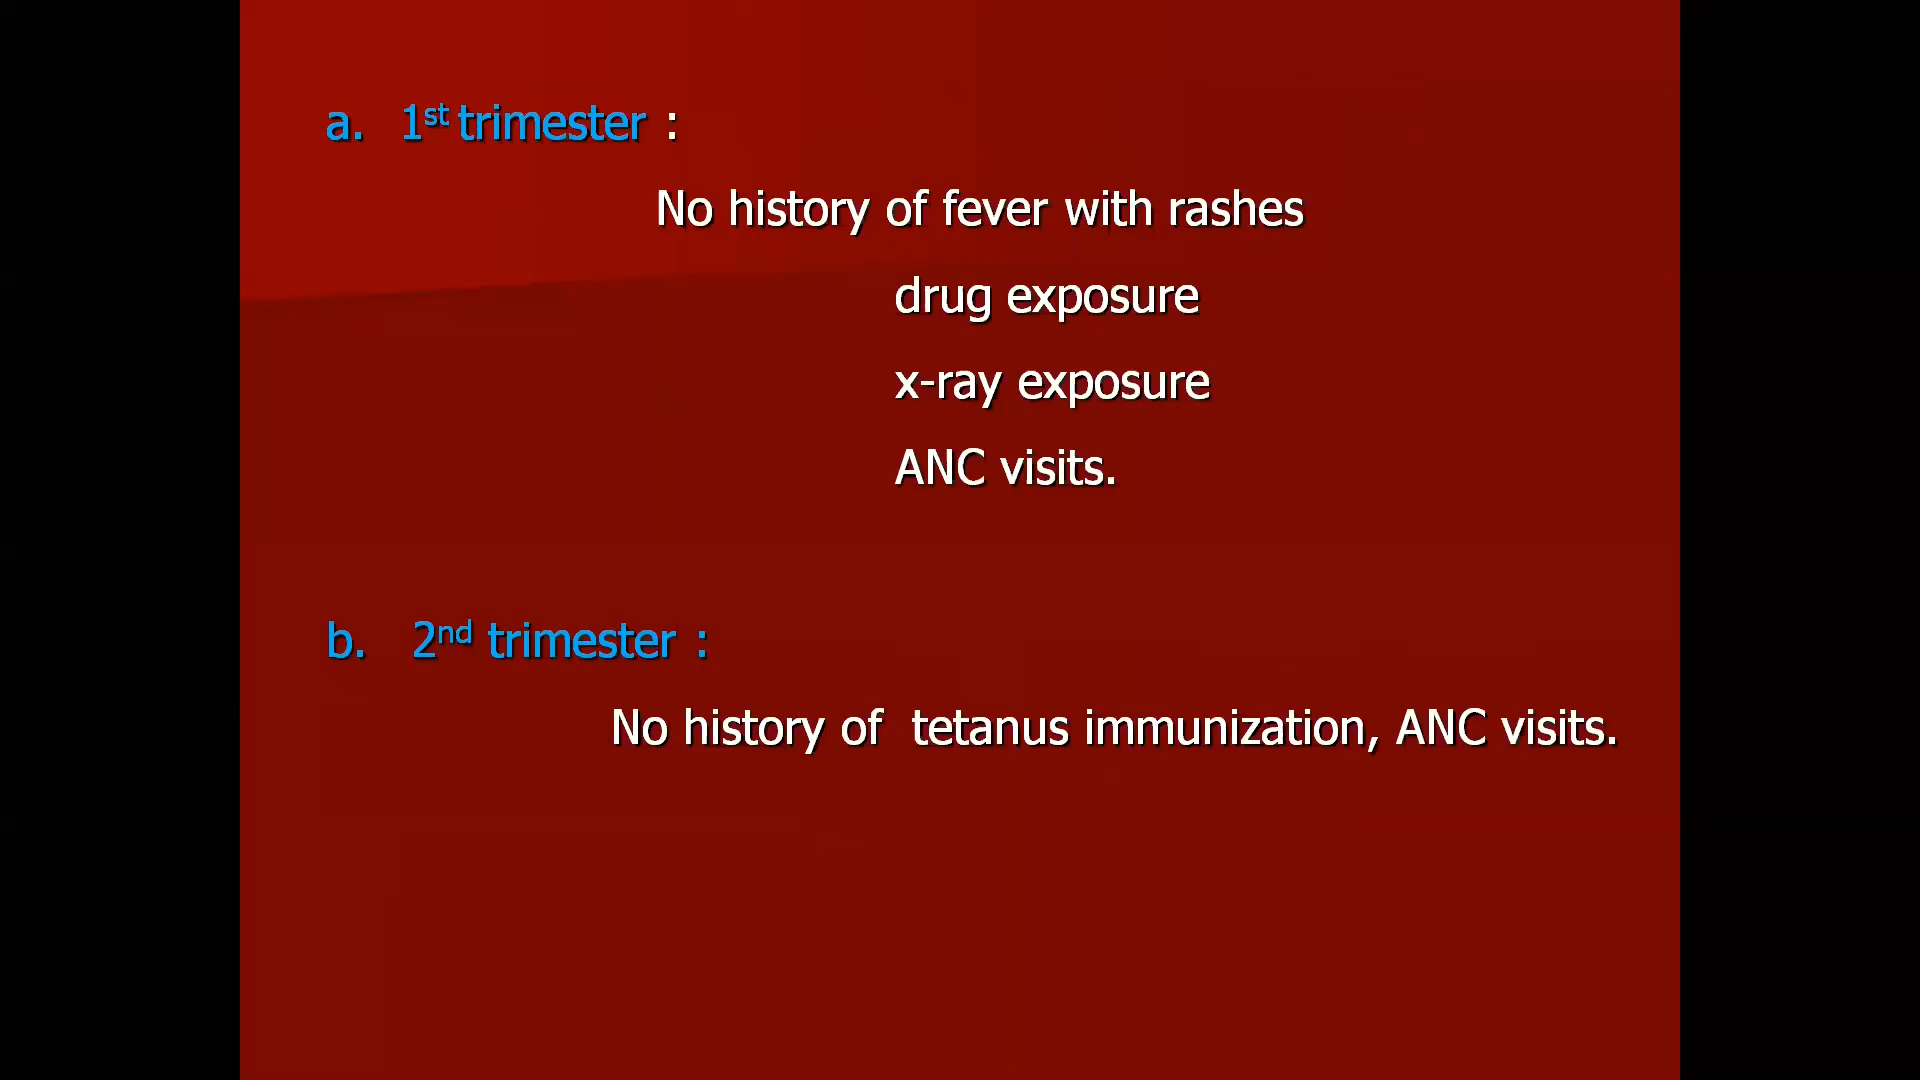 a. 1st trimester :
No history of fever with rashes
drug exposure
x-ray exposure
ANC visits.
b. 2nd trimester :
No history of tetanus immunization, ANC visits.